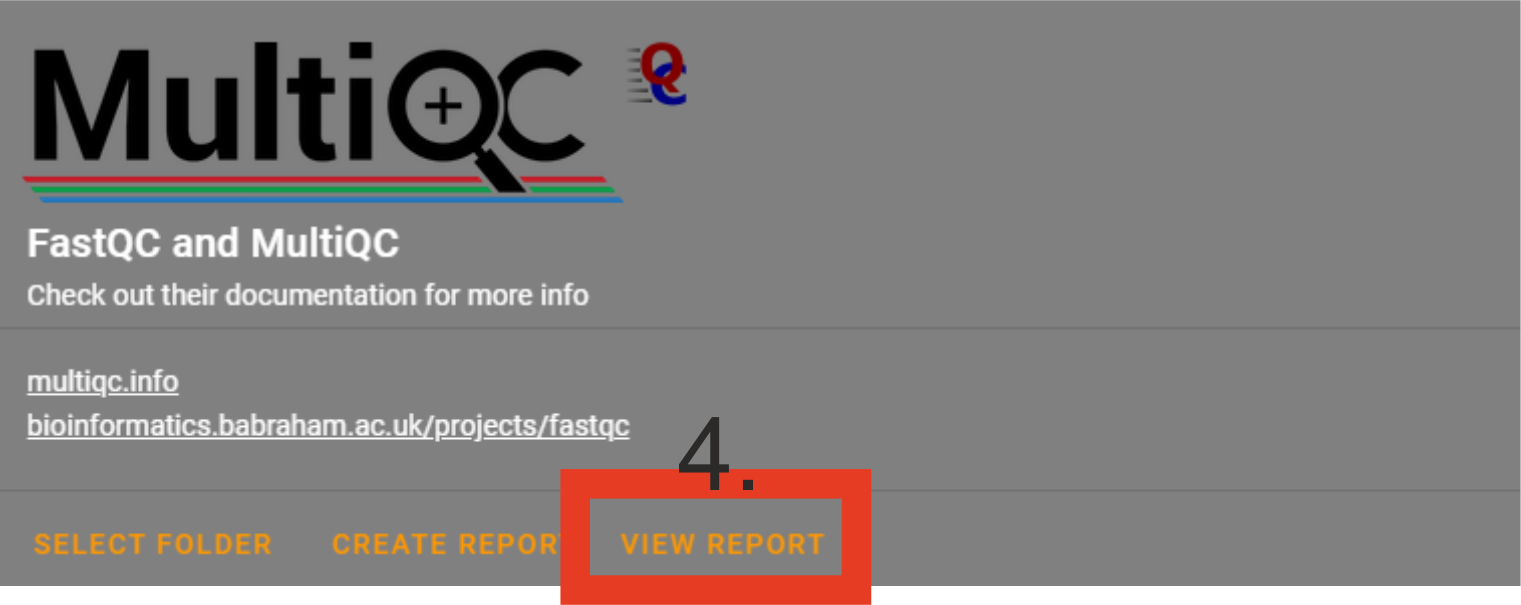 MultiQC QC
FastQC and MultiQC
Check out their documentation for more info
multiqc.info
bioinformatics.babraham.ac.uk/projects/fastqc
4.
SELECT FOLDER CREATE REPOR VIEW REPORT